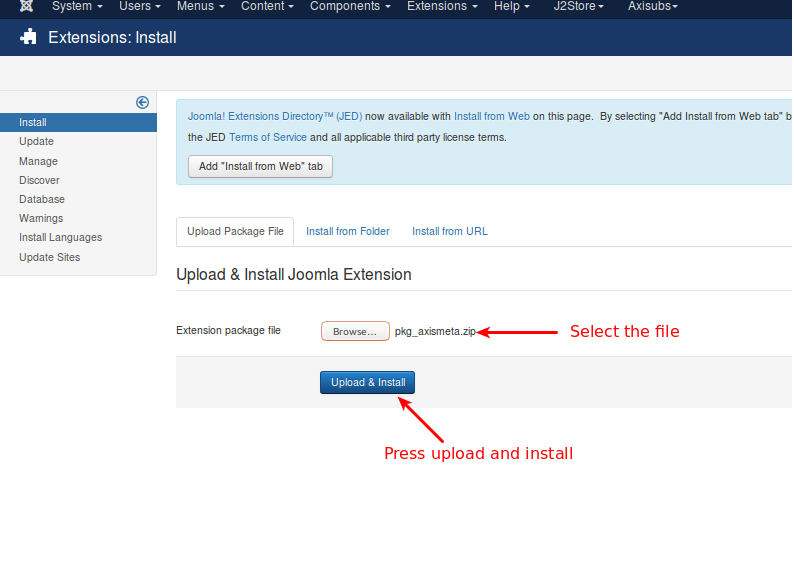 System Users Menus Content Components Extensions Help J2Store Axisubs
Extensions: Install
Install
Update
Manage
Discover
Database
Warnings
Install Languages
Update Sites
Joomla! Extensions Directory™ (JED) now available with Install from Web on this page. By selecting "Add Install from Web tab" b
the JED Terms of Service and all applicable third party license terms.
Add "Install from Web" tab
Upload Package File Install from Folder Install from URL
Upload & Install Joomla Extension
Extension package file Browse... pkg_axismeta.zip Select the file
Upload & Install
Press upload and install